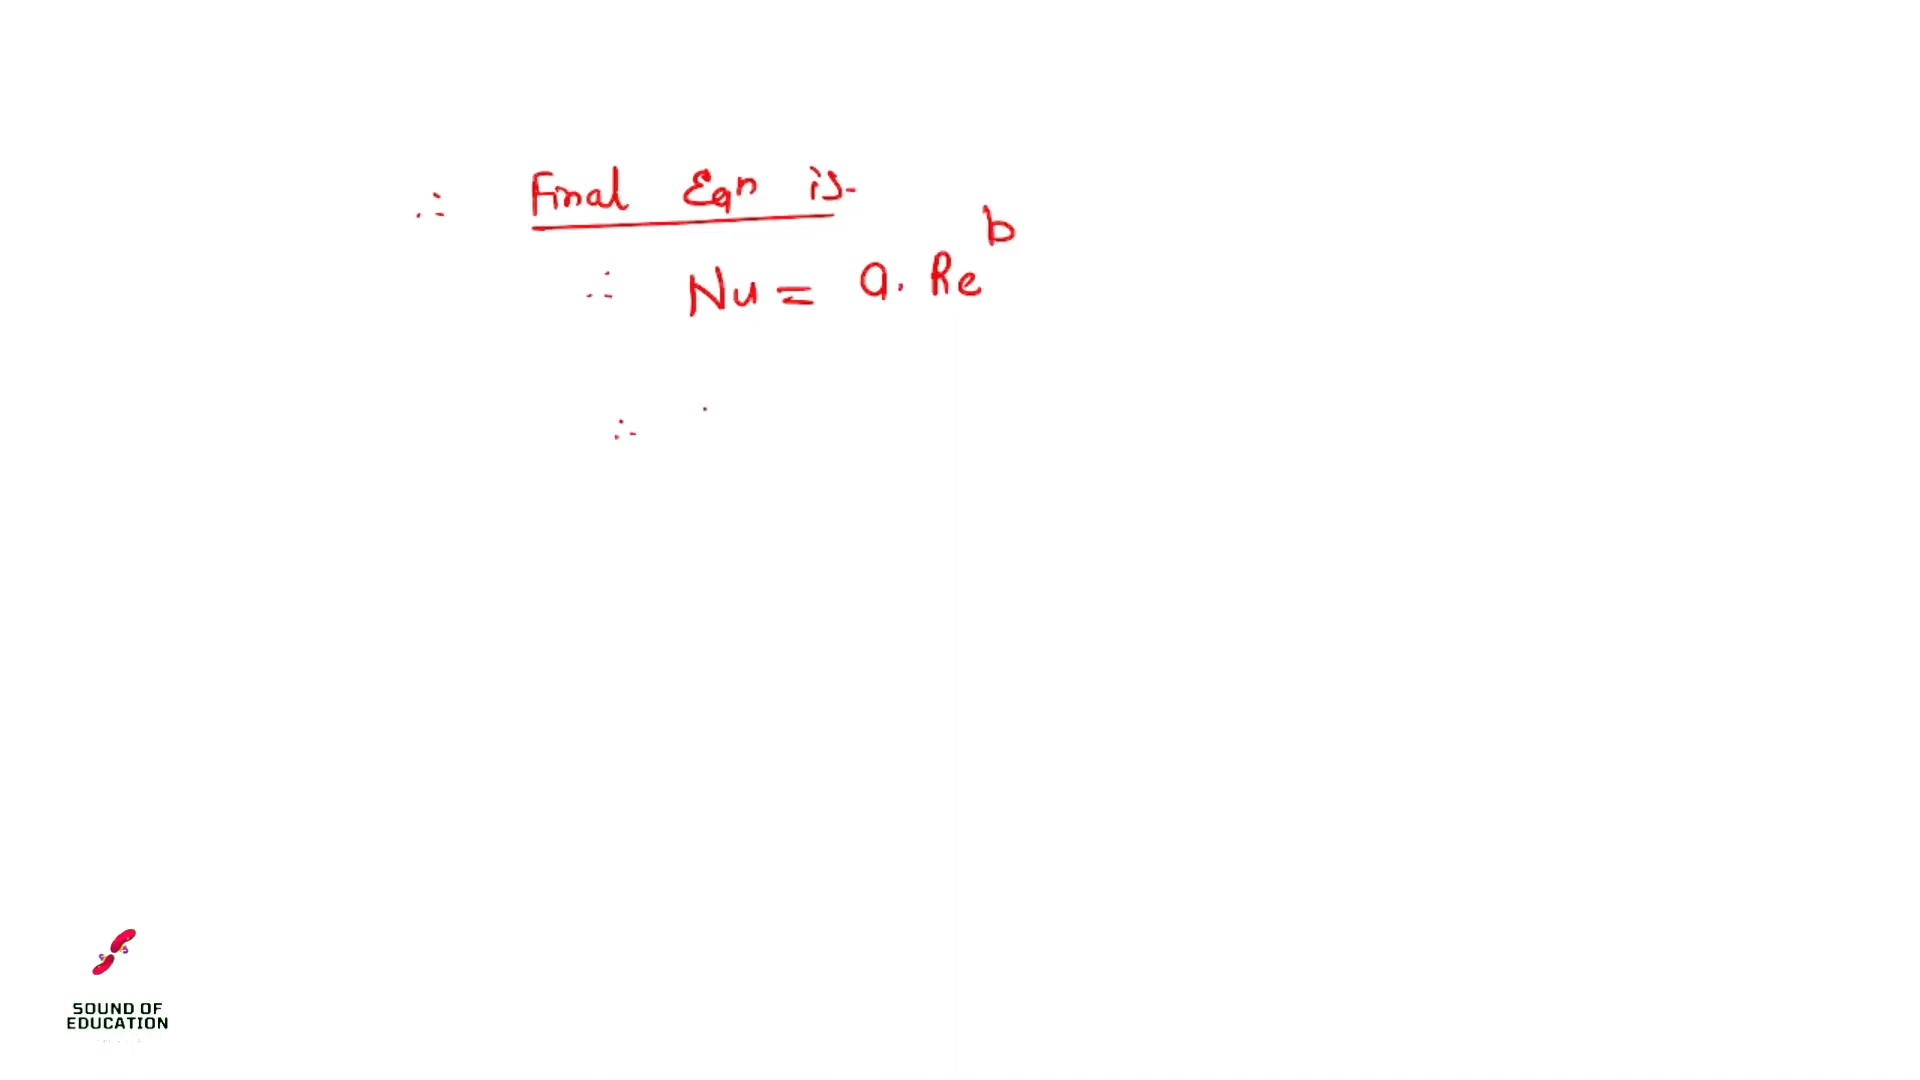 ∴ Final Eqn is.
∴ Nu = a. Re^b
∴
SOUND OF
EDUCATION